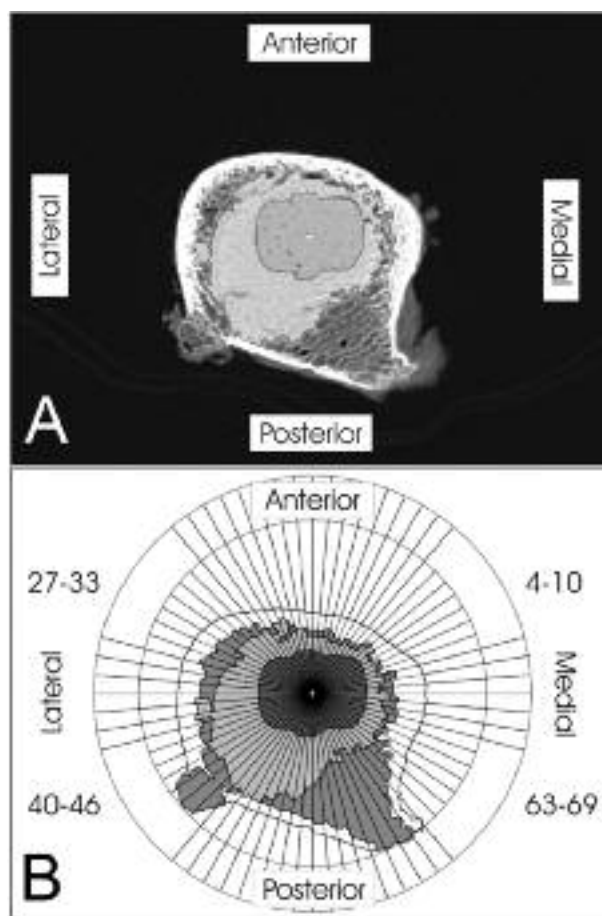 Anterior
Lateral
Medial
A
Posterior
Anterior
27-33
4-10
Lateral
Medial
40-46
63-69
B
Posterior